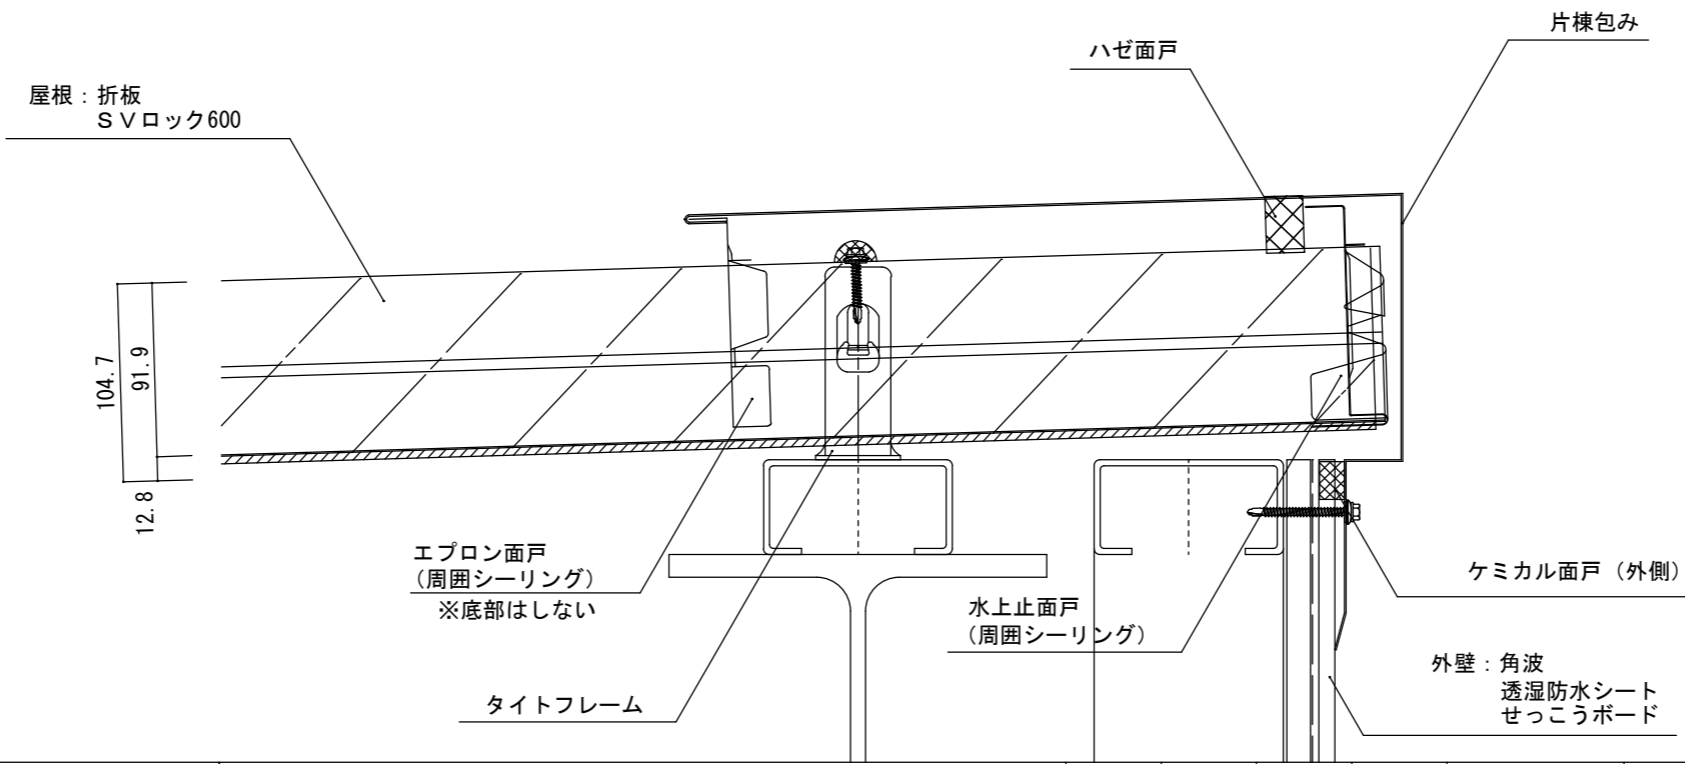 片棟包み
ハゼ面戸
屋根：折板
ＳＶロック600
104.7
91.9
12.8
エプロン面戸
（周囲シーリング）
※底部はしない
水上止面戸
（周囲シーリング）
ケミカル面戸（外側）
タイトフレーム
外壁：角波
透湿防水シート
せっこうボード